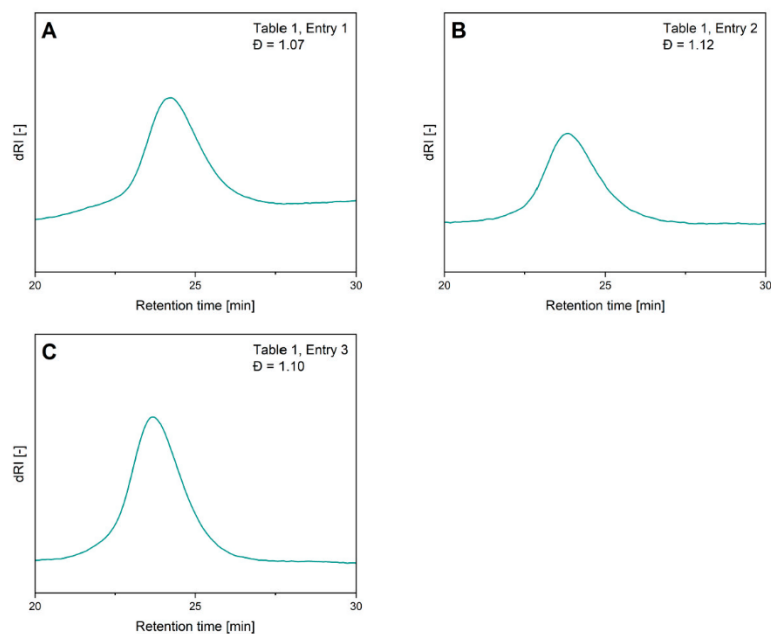 A
Table 1, Entry 1
Đ = 1.07
dRI [-]
20
25
30
Retention time [min]
B
Table 1, Entry 2
Đ = 1.12
dRI [-]
20
25
30
Retention time [min]
C
Table 1, Entry 3
Đ = 1.10
dRI [-]
20
25
30
Retention time [min]